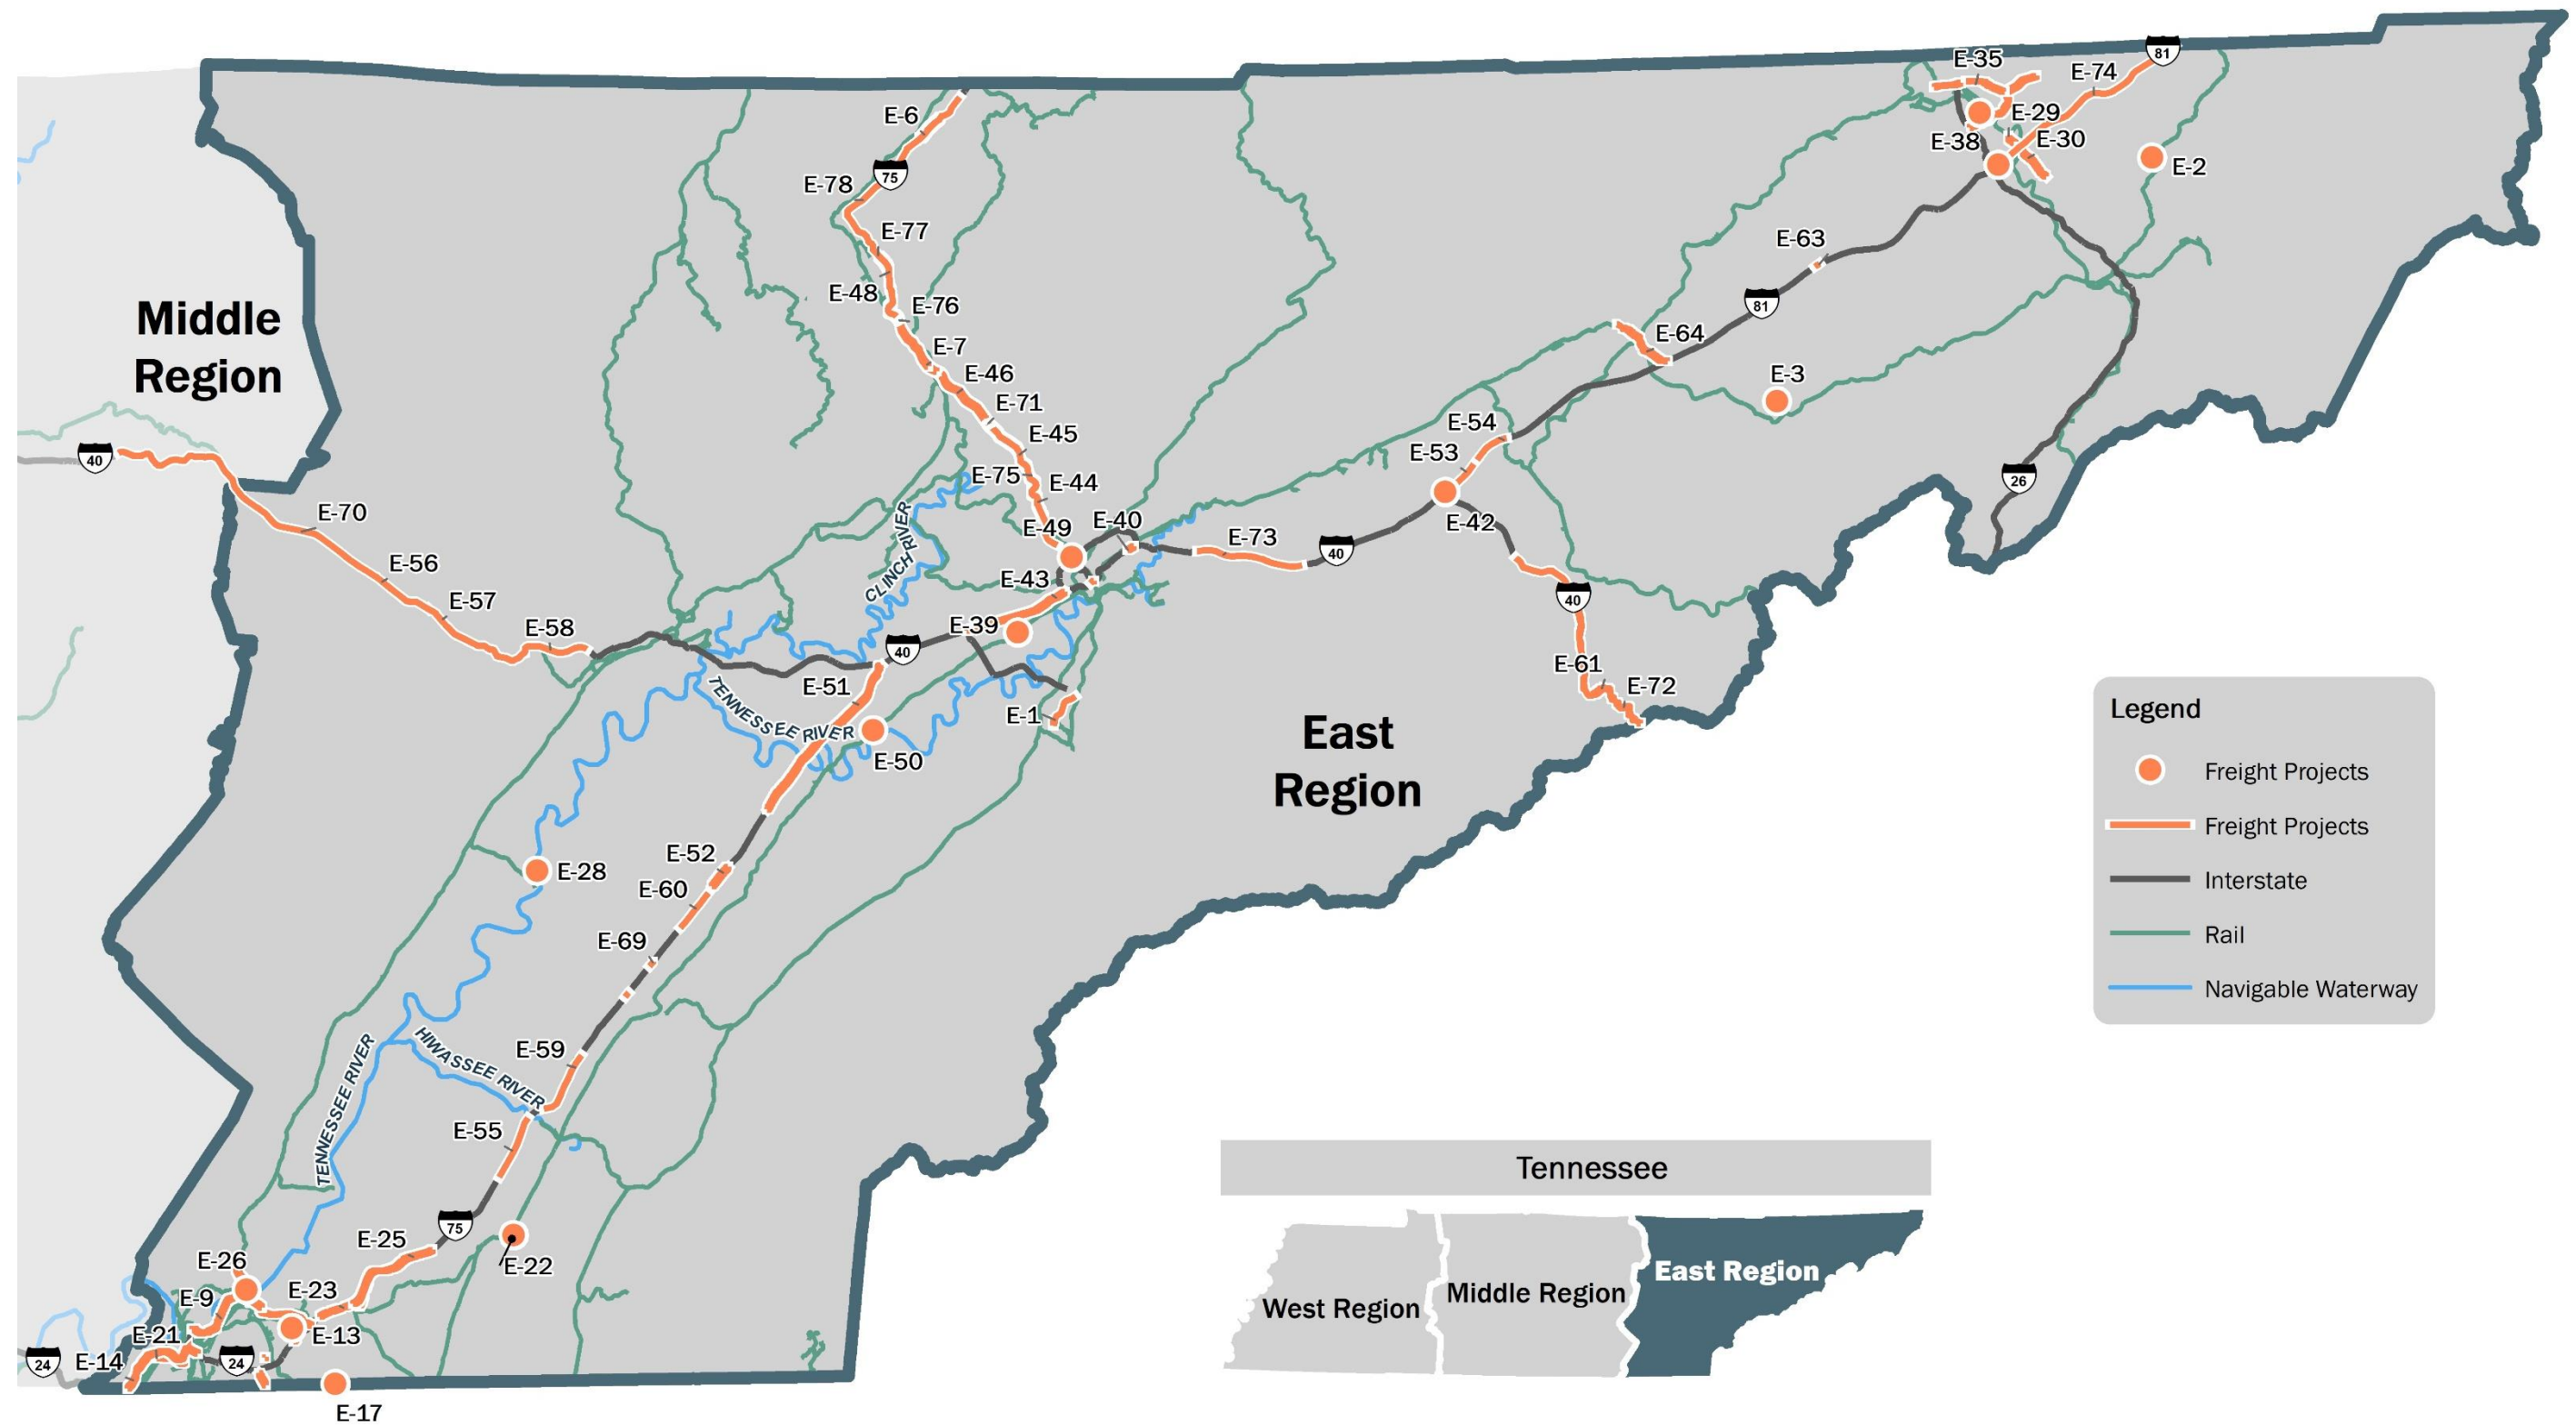 81
E-35
E-74
E-6
E-29
E-38
E-30
E-2
75
E-78
E-77
E-63
E-48
E-76
81
Middle
Region
E-64
E-7
E-46
E-3
E-71
E-54
E-45
E-53
40
E-75
E-44
26
E-70
E-49
E-40
E-42
E-73
40
CLINCH RIVER
E-56
E-43
E-57
40
E-58
E-39
40
E-61
E-51
E-72
TENNESSEE RIVER
E-1
E-50
East
Region
Legend
Freight Projects
Freight Projects
Interstate
Rail
Navigable Waterway
E-52
E-28
E-60
E-69
E-59
HIWASSEE RIVER
TENNESSEE RIVER
E-55
75
E-25
E-26
E-22
E-23
E-9
E-21
E-13
24
E-14
24
E-17
Tennessee
West Region
Middle Region
East Region